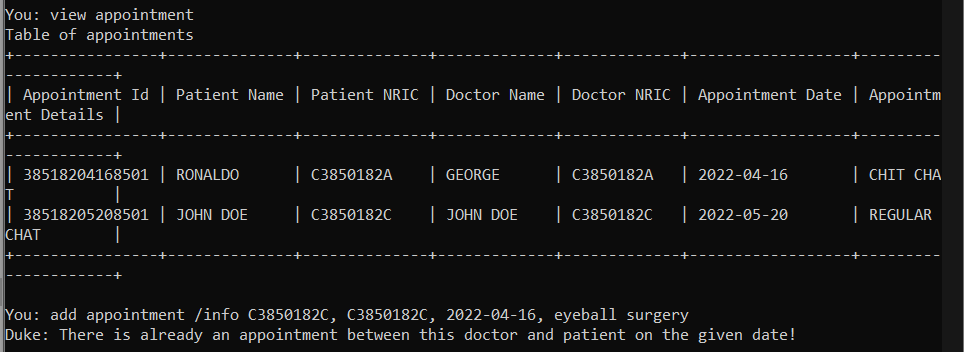 You: view appointment
Table of appointments
+----------------+--------------+--------------+-------------+-------------+------------------+---------
------------+
| Appointment Id | Patient Name | Patient NRIC | Doctor Name | Doctor NRIC | Appointment Date | Appointm
ent Details |
+----------------+--------------+--------------+-------------+-------------+------------------+---------
------------+
| 38518204168501 | RONALDO      | C3850182A    | GEORGE      | C3850182A   | 2022-04-16       | CHIT CHA
T           |
| 38518205208501 | JOHN DOE     | C3850182C    | JOHN DOE    | C3850182C   | 2022-05-20       | REGULAR
CHAT        |
+----------------+--------------+--------------+-------------+-------------+------------------+---------
------------+
You: add appointment /info C3850182C, C3850182C, 2022-04-16, eyeball surgery
Duke: There is already an appointment between this doctor and patient on the given date!